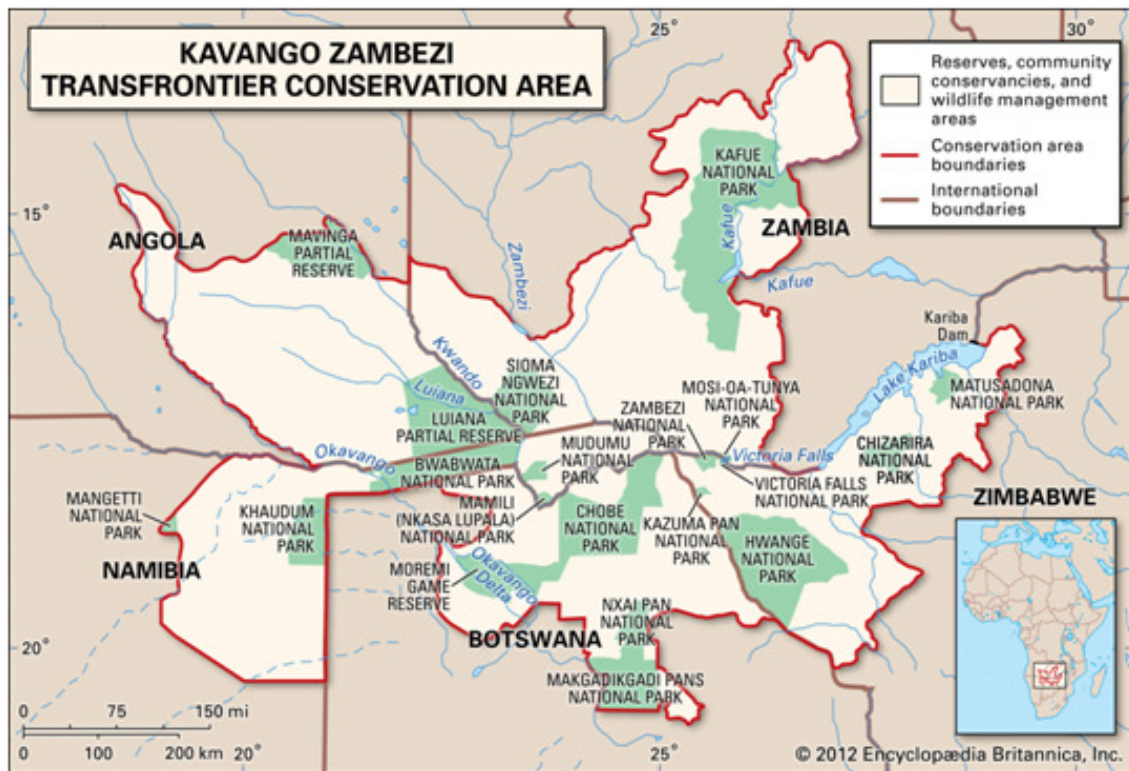 KAVANGO ZAMBEZI
TRANSFRONTIER CONSERVATION AREA
25°
30°
Reserves, community
conservancies, and
wildlife management
areas
Conservation area
boundaries
International
boundaries
15°
ANGOLA
MAVINGA
PARTIAL
RESERVE
Zambezi
KAFUE
NATIONAL
PARK
Kafue
ZAMBIA
Kafue
Kariba
Dam
Lake Kariba
MATUSADONA
NATIONAL PARK
Kwando
Luiana
SIOMA
NGWEZI
NATIONAL
PARK
MOSI-OA-TUNYA
NATIONAL
PARK
ZAMBEZI
NATIONAL
PARK
LUIANA
PARTIAL RESERVE
Okavango
BWABWATA
NATIONAL PARK
MUDUMU
NATIONAL
PARK
Victoria Falls
VICTORIA FALLS
NATIONAL PARK
CHIZARIRA
NATIONAL
PARK
ZIMBABWE
MANGETTI
NATIONAL
PARK
KHAUDUM
NATIONAL
PARK
MAMILI
(NKASA LUPALA)
NATIONAL PARK
CHOBE
NATIONAL
PARK
KAZUMA PAN
NATIONAL
PARK
HWANGE
NATIONAL
PARK
NAMIBIA
MOREMI
GAME
RESERVE
Okavango
Delta
BOTSWANA
NXAI PAN
NATIONAL
PARK
20°
MAKGADIKGADI PANS
NATIONAL PARK
0 75 150 mi
0 100 200 km
20°
25°
© 2012 Encyclopædia Britannica, Inc.